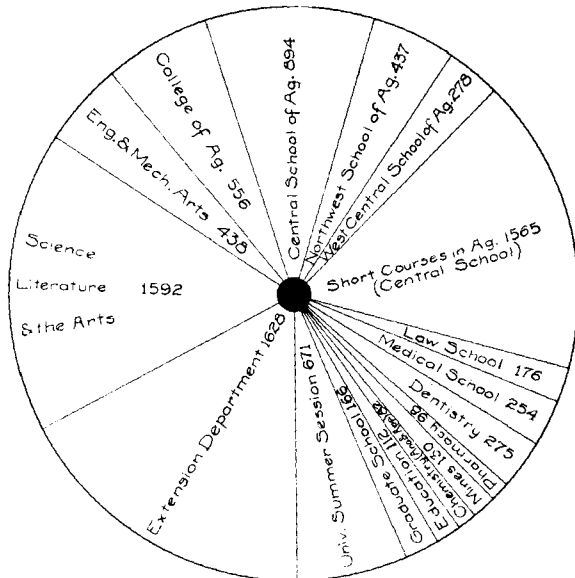 Central School of Ag. 894
Northwest School of Ag. 437
West Central School of Ag. 278
Short Courses in Ag. 1565
(Central School)
Law School 176
Medical School 254
Dentistry 275
Pharmacy 98
Mines 130
Chemistry
Education 112
Graduate School 166
Univ. Summer Session 671
Extension Department 1628
Science
Literature 1592
& the Arts
Eng. & Mech. Arts 438
College of Ag. 556